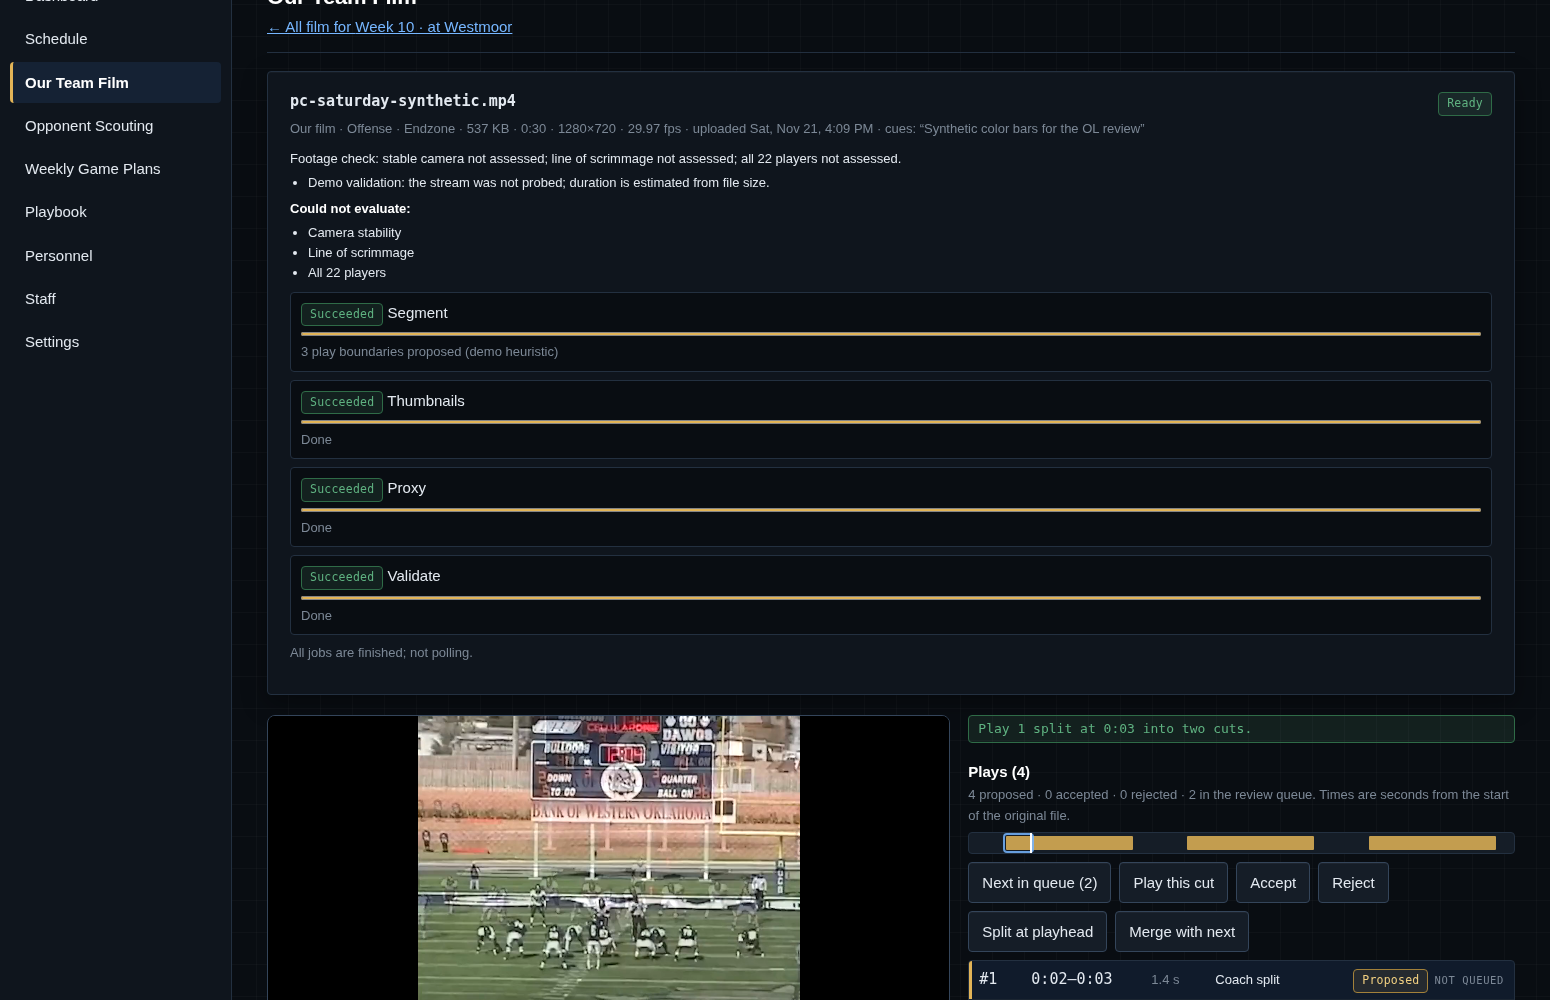 Dashboard
Schedule
Our Team Film
Opponent Scouting
Weekly Game Plans
Playbook
Personnel
Staff
Settings
Our Team Film
← All film for Week 10 · at Westmoor
pc-saturday-synthetic.mp4
Ready
Our film · Offense · Endzone · 537 KB · 0:30 · 1280×720 · 29.97 fps · uploaded Sat, Nov 21, 4:09 PM · cues: “Synthetic color bars for the OL review”
Footage check: stable camera not assessed; line of scrimmage not assessed; all 22 players not assessed.
• Demo validation: the stream was not probed; duration is estimated from file size.
Could not evaluate:
• Camera stability
• Line of scrimmage
• All 22 players
Succeeded Segment
3 play boundaries proposed (demo heuristic)
Succeeded Thumbnails
Done
Succeeded Proxy
Done
Succeeded Validate
Done
All jobs are finished; not polling.
DAWGS
BULLDOGS 12:04 VISITOR
DOWN QUARTER
TO GO BALL ON
BANK OF WESTERN OKLAHOMA
Play 1 split at 0:03 into two cuts.
Plays (4)
4 proposed · 0 accepted · 0 rejected · 2 in the review queue. Times are seconds from the start
of the original file.
Next in queue (2) Play this cut Accept Reject
Split at playhead Merge with next
#1 0:02–0:03 1.4 s Coach split Proposed NOT QUEUED